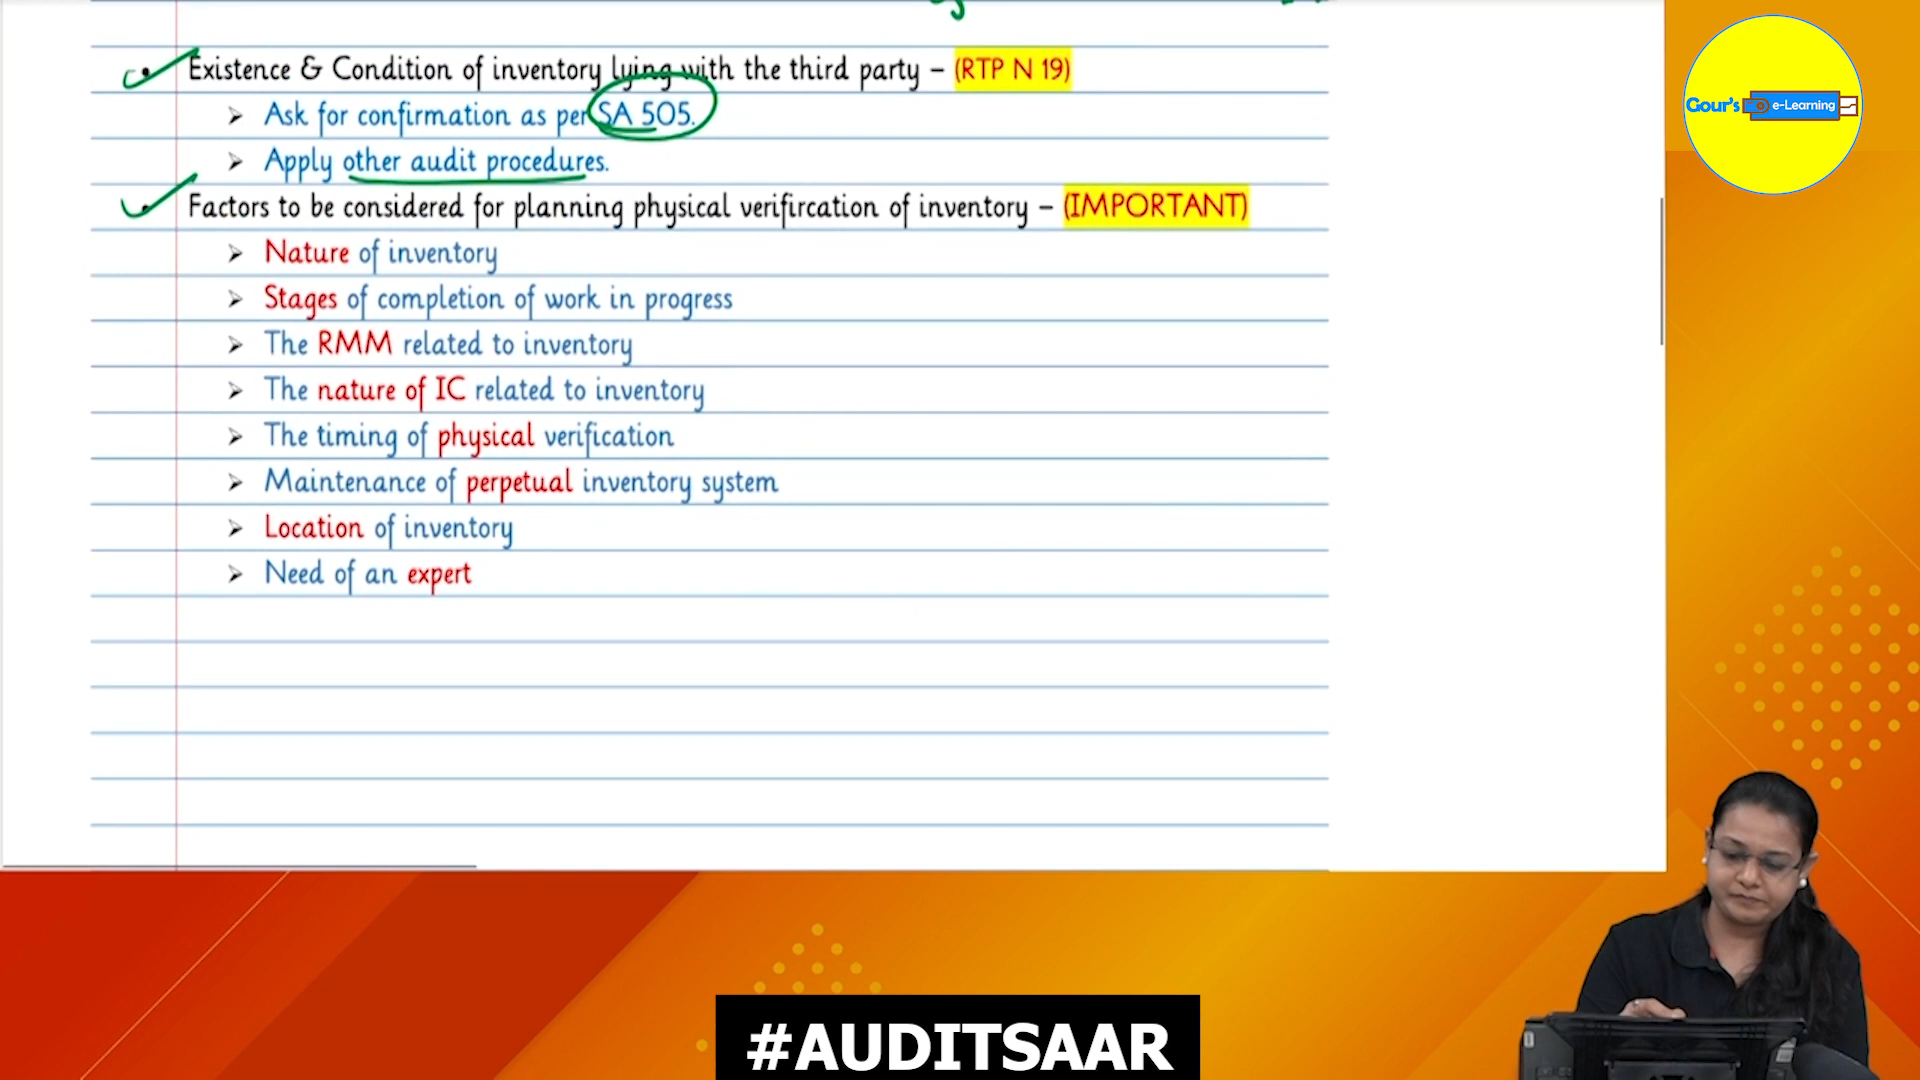 Existence & Condition of inventory lying with the third party – (RTP N 19)
Ask for confirmation as per SA 505.
Apply other audit procedures.
Factors to be considered for planning physical verifircation of inventory – (IMPORTANT)
Nature of inventory
Stages of completion of work in progress
The RMM related to inventory
The nature of IC related to inventory
The timing of physical verification
Maintenance of perpetual inventory system
Location of inventory
Need of an expert
Gour's e-Learning
#AUDITSAAR